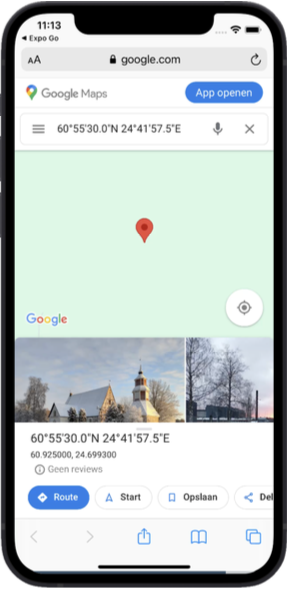 11:13
Expo Go
AA google.com
Google Maps App openen
60°55'30.0"N 24°41'57.5"E
Google
60°55'30.0"N 24°41'57.5"E
60.925000, 24.699300
Geen reviews
Route Start Opslaan Del